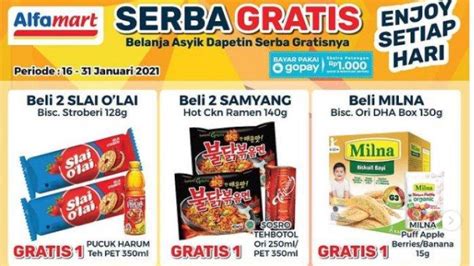 Alfamart
SERBA GRATIS
Belanja Asyik Dapetin Serba Gratisnya
ENJOY
SETIAP
HARI
Periode : 16 - 31 Januari 2021
BAYAR PAKAI
gopay
Rp1.000
Beli 2 SLAI O'LAI
Bisc. Stroberi 128g
Slai
o'lai
Slai
o'lai
GRATIS 1
PUCUK HARUM
Teh PET 350ml
Beli 2 SAMYANG
Hot Ckn Ramen 140g
불닭볶음면
불닭볶음면
GRATIS 1
SOSRO
TEHBOTOL
Ori 250ml/
PET 350ml
Beli MILNA
Bisc. Ori DHA Box 130g
Milna
Biskuit Bayi
Milna
organic
GRATIS 1
MILNA
Puff Apple
Berries/Banana
15g